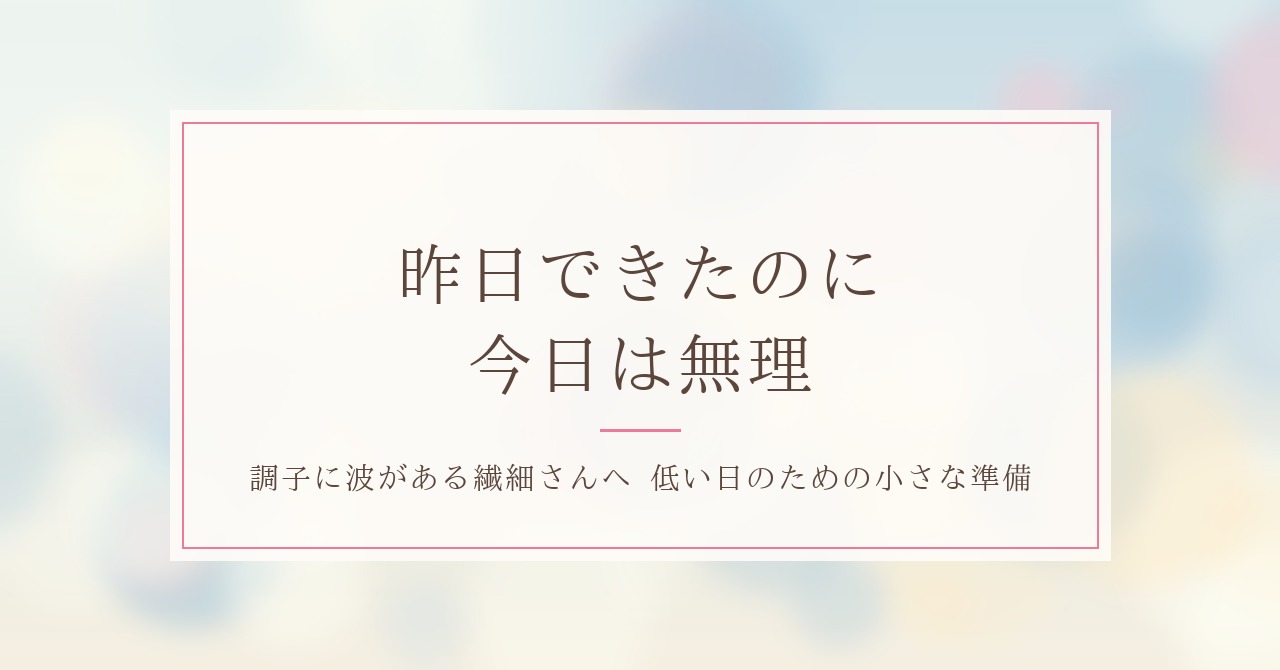 昨日できたのに
今日は無理
調子に波がある繊細さんへ 低い日のための小さな準備